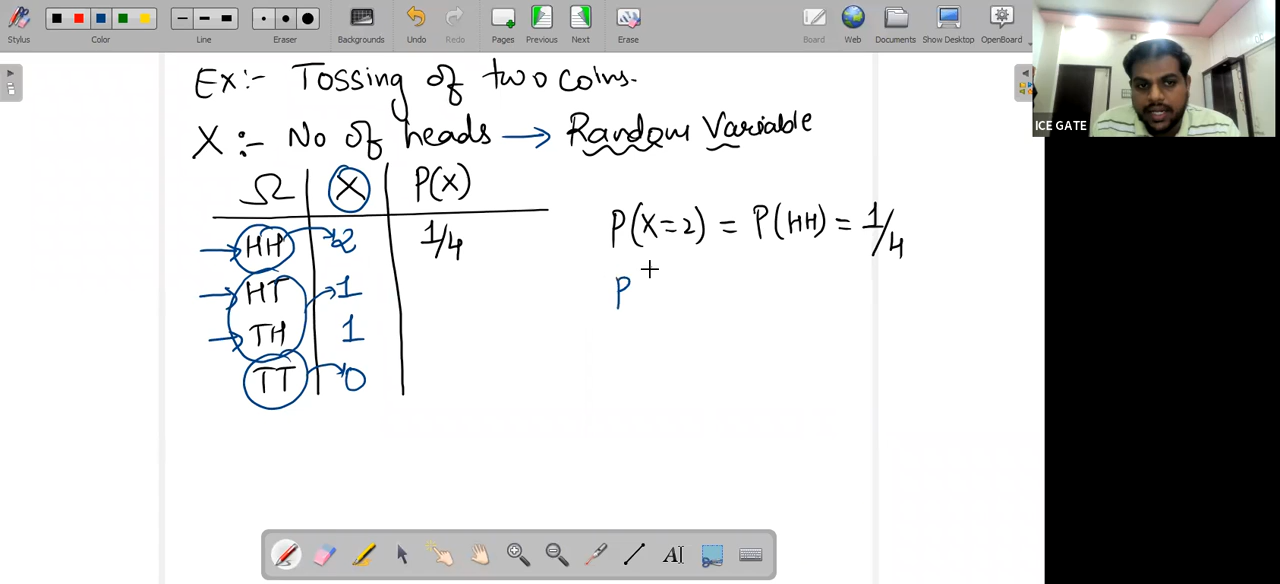 Stylus Color Line Eraser Backgrounds Undo Redo Pages Previous Next Erase Board Web Documents Show Desktop OpenBoard
ICE GATE
Ex:- Tossing of two coins.
X :- No of heads → Random Variable
Ω X P(X)
HH 2 1/4
HT 1
TH 1
TT 0
P(X=2) = P(HH) = 1/4
P
AI